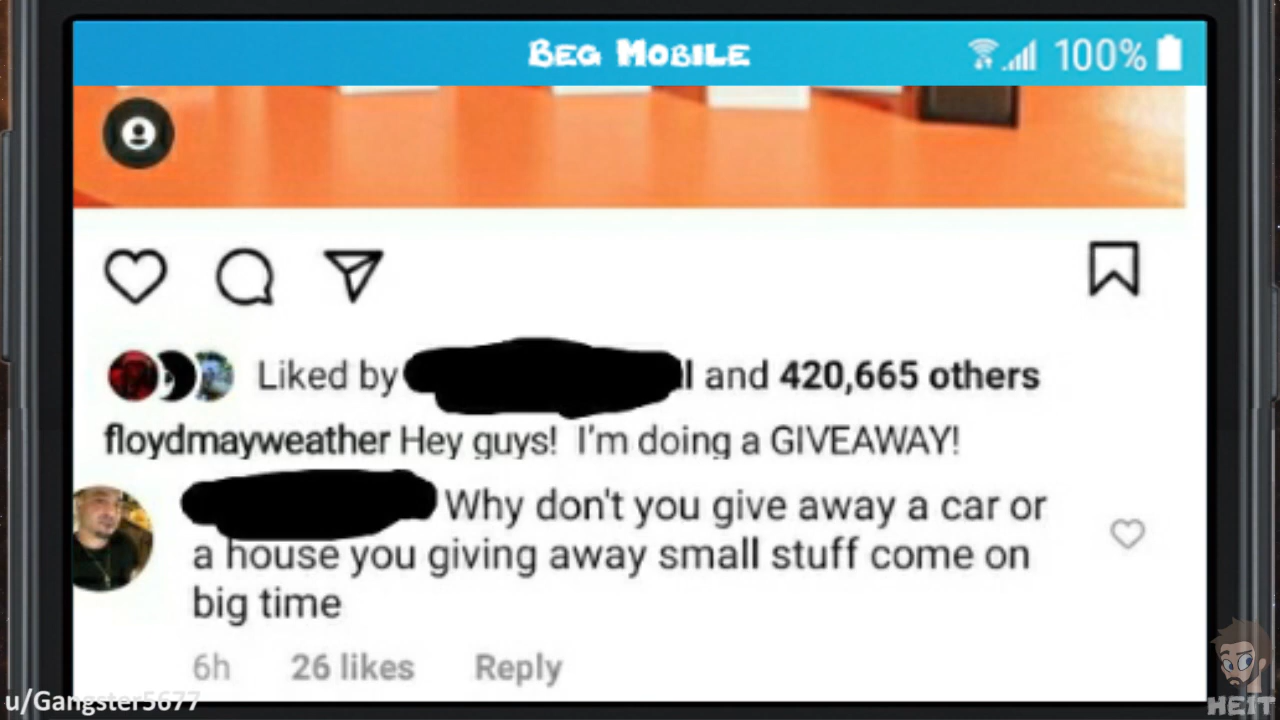 BEG MOBILE
100%
Liked by l and 420,665 others
floydmayweather Hey guys! I'm doing a GIVEAWAY!
Why don't you give away a car or
a house you giving away small stuff come on
big time
6h 26 likes Reply
u/Gangster5677
HEIT